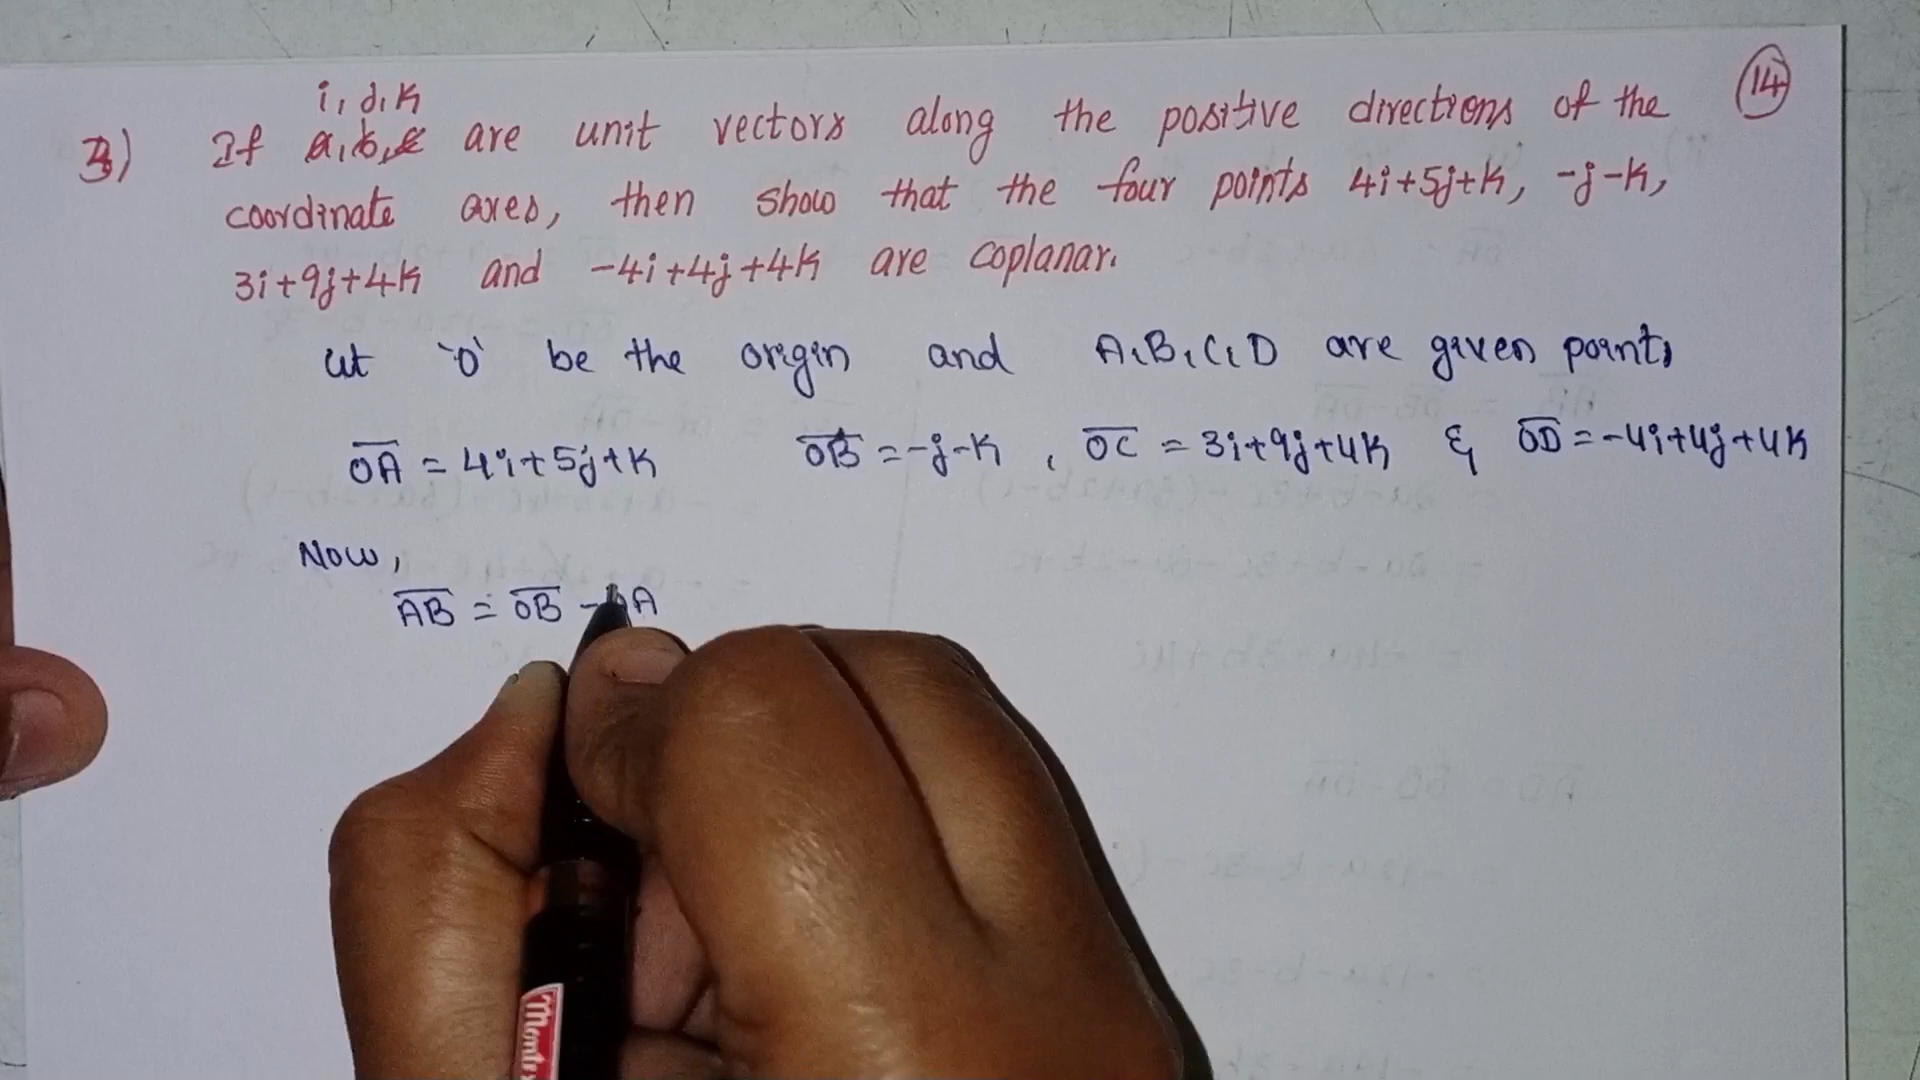 14
i, j, k
3) If a, b, c are unit vectors along the positive directions of the
coordinate axes, then show that the four points 4i+5j+k, -j-k,
3i+9j+4k and -4i+4j+4k are coplanar.
let 'O' be the origin and A, B, C, D are given points
OA = 4i+5j+k OB = -j-k , OC = 3i+9j+4k & OD = -4i+4j+4k
Now,
AB = OB - OA